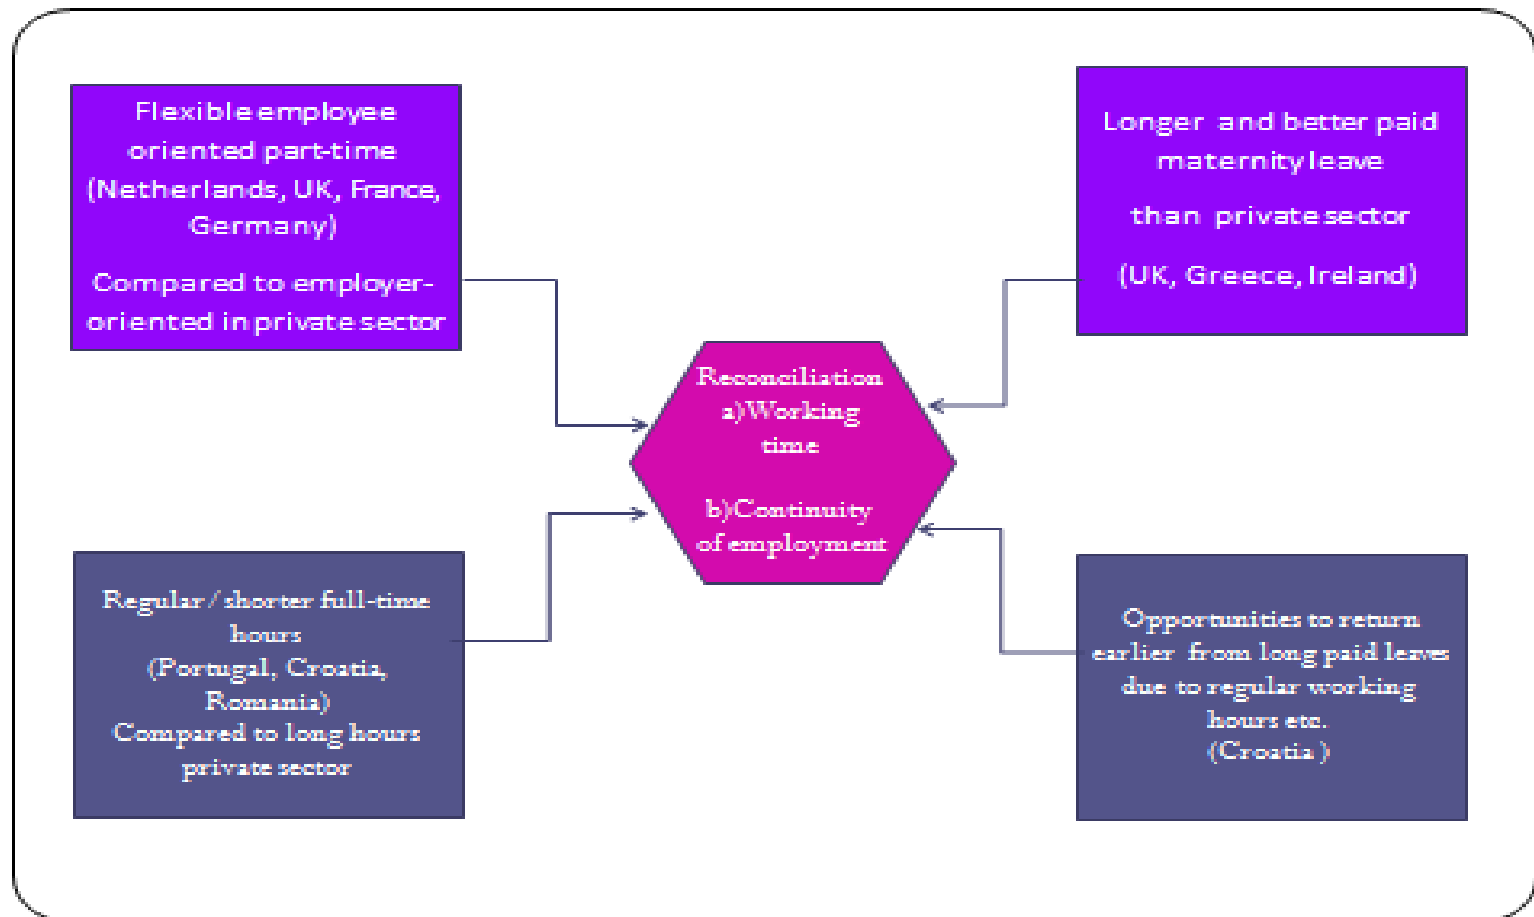 Flexible employee
oriented part-time
(Netherlands, UK, France,
Germany)
Compared to employer-
oriented in private sector
Longer and better paid
maternity leave
than private sector
(UK, Greece, Ireland)
Reconciliation
a)Working
time
b)Continuity
of employment
Regular/shorter full-time
hours
(Portugal, Croatia,
Romania)
Compared to long hours
private sector
Opportunities to return
earlier from long paid leaves
due to regular working
hours etc.
(Croatia )